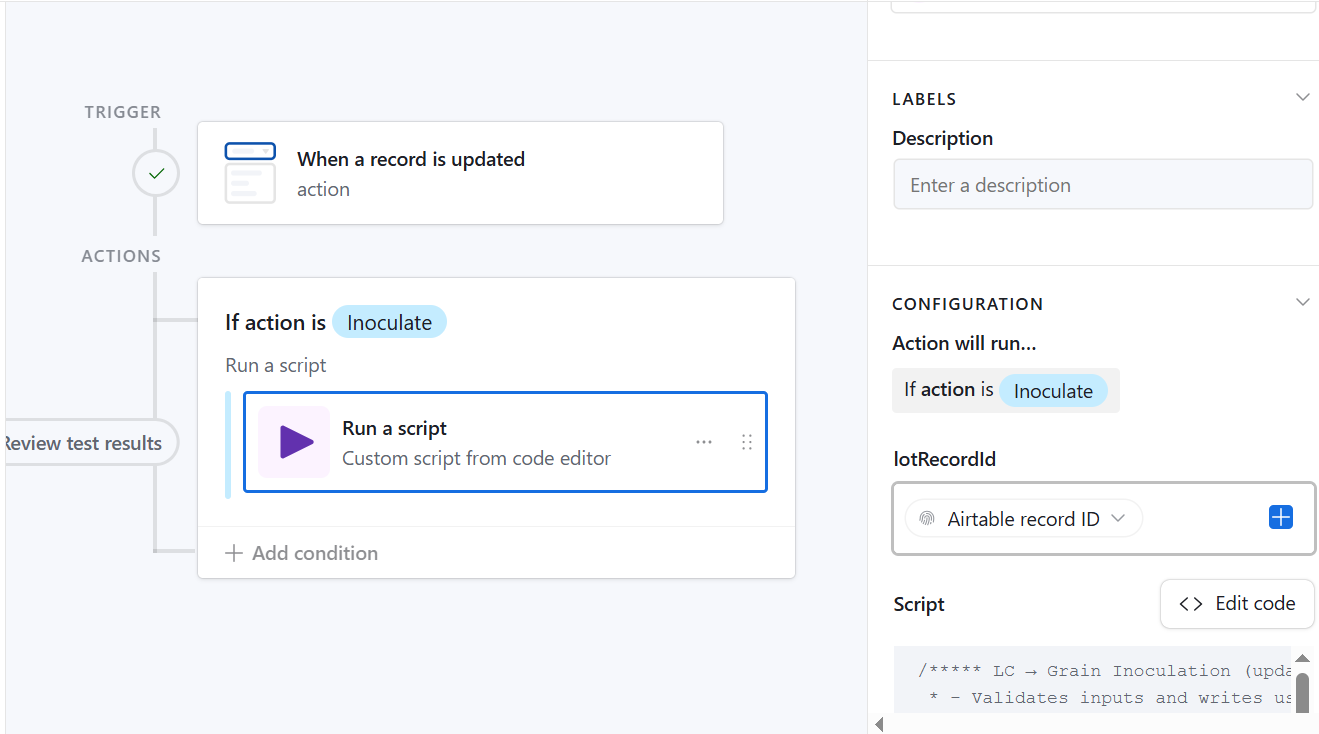 TRIGGER
When a record is updated
action
ACTIONS
If action is Inoculate
Run a script
Run a script
Custom script from code editor
Review test results
+ Add condition
LABELS
Description
Enter a description
CONFIGURATION
Action will run...
If action is Inoculate
lotRecordId
Airtable record ID
Script
<> Edit code
/***** LC → Grain Inoculation (upda
* – Validates inputs and writes us